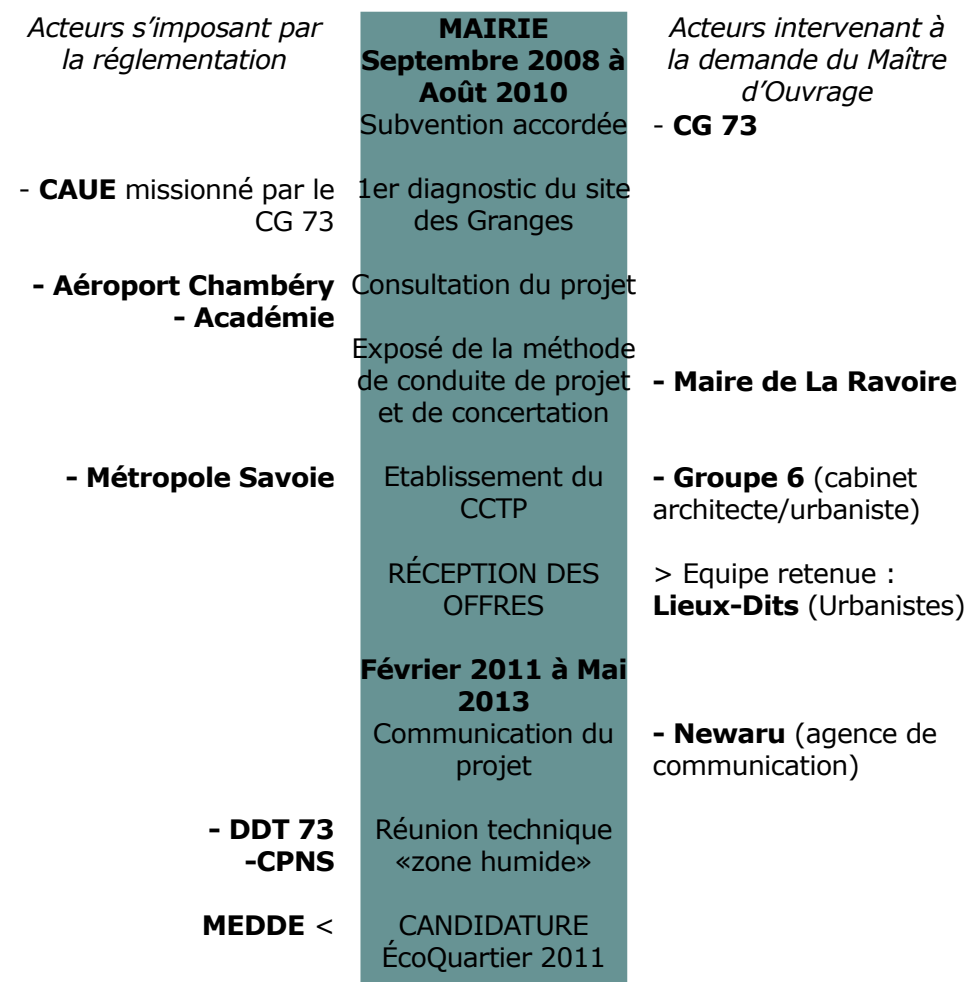 Acteurs s’imposant par
la réglementation
MAIRIE
Septembre 2008 à
Août 2010
Subvention accordée
Acteurs intervenant à
la demande du Maître
d’Ouvrage
- CG 73
- CAUE missionné par le
CG 73
1er diagnostic du site
des Granges
- Aéroport Chambéry
- Académie
Consultation du projet
Exposé de la méthode
de conduite de projet
et de concertation
- Maire de La Ravoire
- Métropole Savoie
Etablissement du
CCTP
- Groupe 6 (cabinet
architecte/urbaniste)
RÉCEPTION DES
OFFRES
> Equipe retenue :
Lieux-Dits (Urbanistes)
Février 2011 à Mai
2013
Communication du
projet
- Newaru (agence de
communication)
- DDT 73
-CPNS
Réunion technique
«zone humide»
MEDDE <
CANDIDATURE
ÉcoQuartier 2011